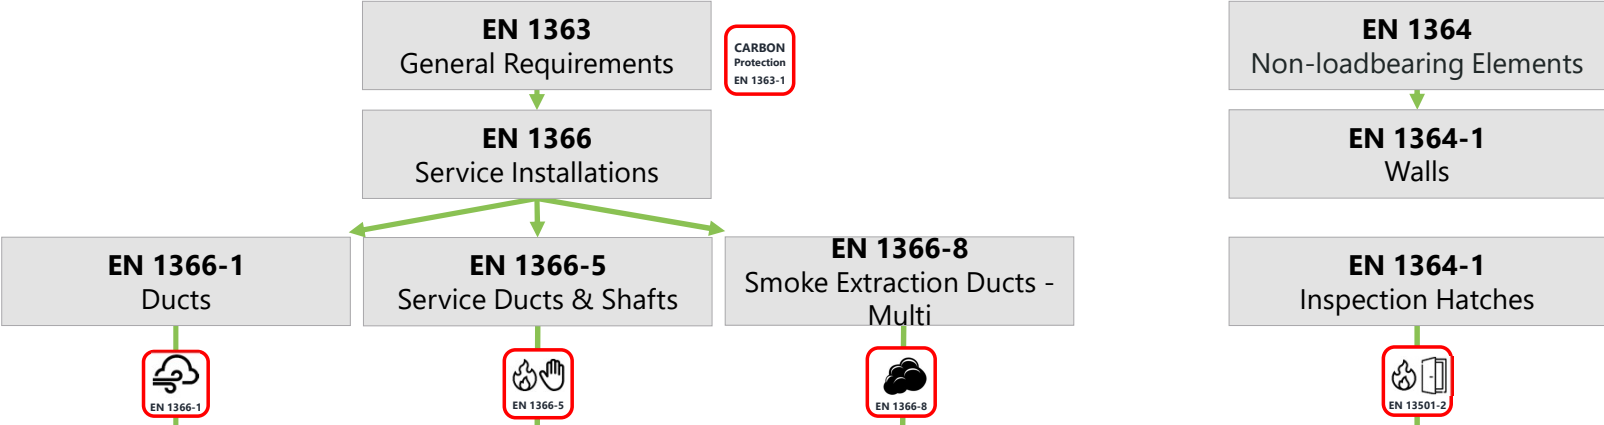 EN 1363
General Requirements
CARBON
Protection
EN 1363-1
EN 1364
Non-loadbearing Elements
EN 1366
Service Installations
EN 1364-1
Walls
EN 1366-1
Ducts
EN 1366-5
Service Ducts & Shafts
EN 1366-8
Smoke Extraction Ducts -
Multi
EN 1364-1
Inspection Hatches
EN 1366-1
EN 1366-5
EN 1366-8
EN 13501-2